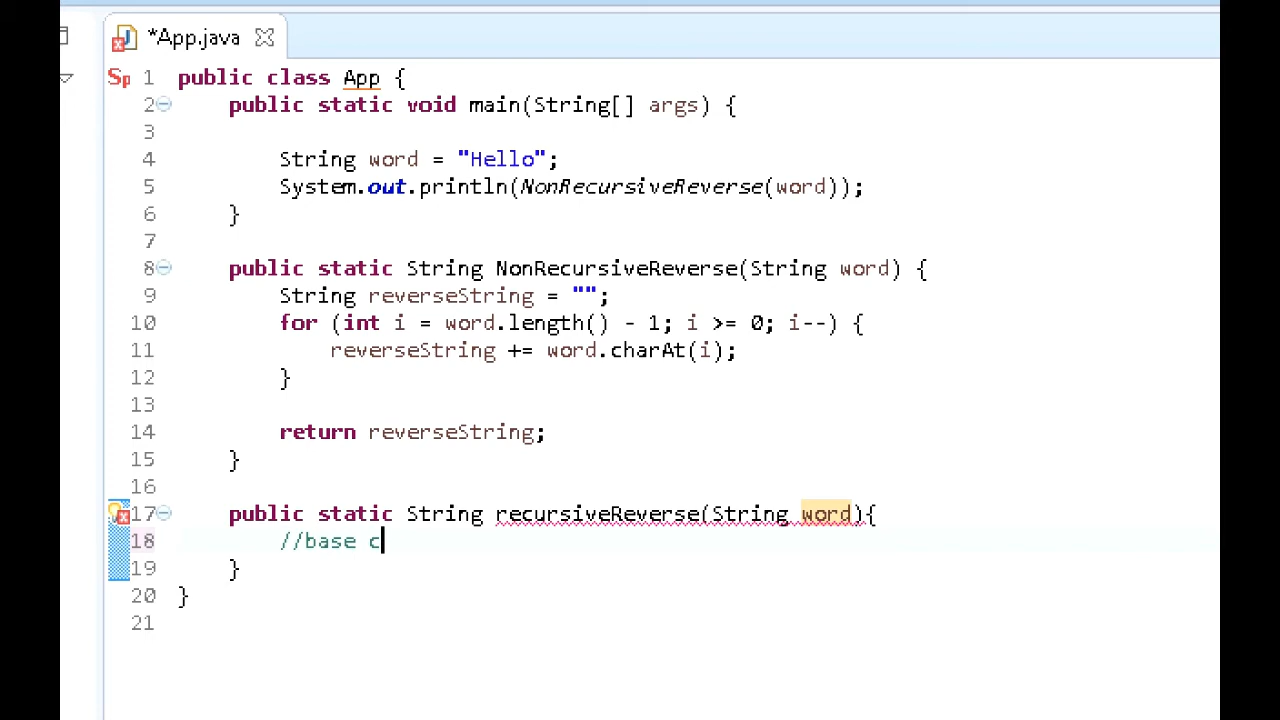 *App.java
Sp 1 public class App {
2 public static void main(String[] args) {
3
4 String word = "Hello";
5 System.out.println(NonRecursiveReverse(word));
6 }
7
8 public static String NonRecursiveReverse(String word) {
9 String reverseString = "";
10 for (int i = word.length() - 1; i >= 0; i--) {
11 reverseString += word.charAt(i);
12 }
13
14 return reverseString;
15 }
16
17 public static String recursiveReverse(String word){
18 //base c
19 }
20 }
21